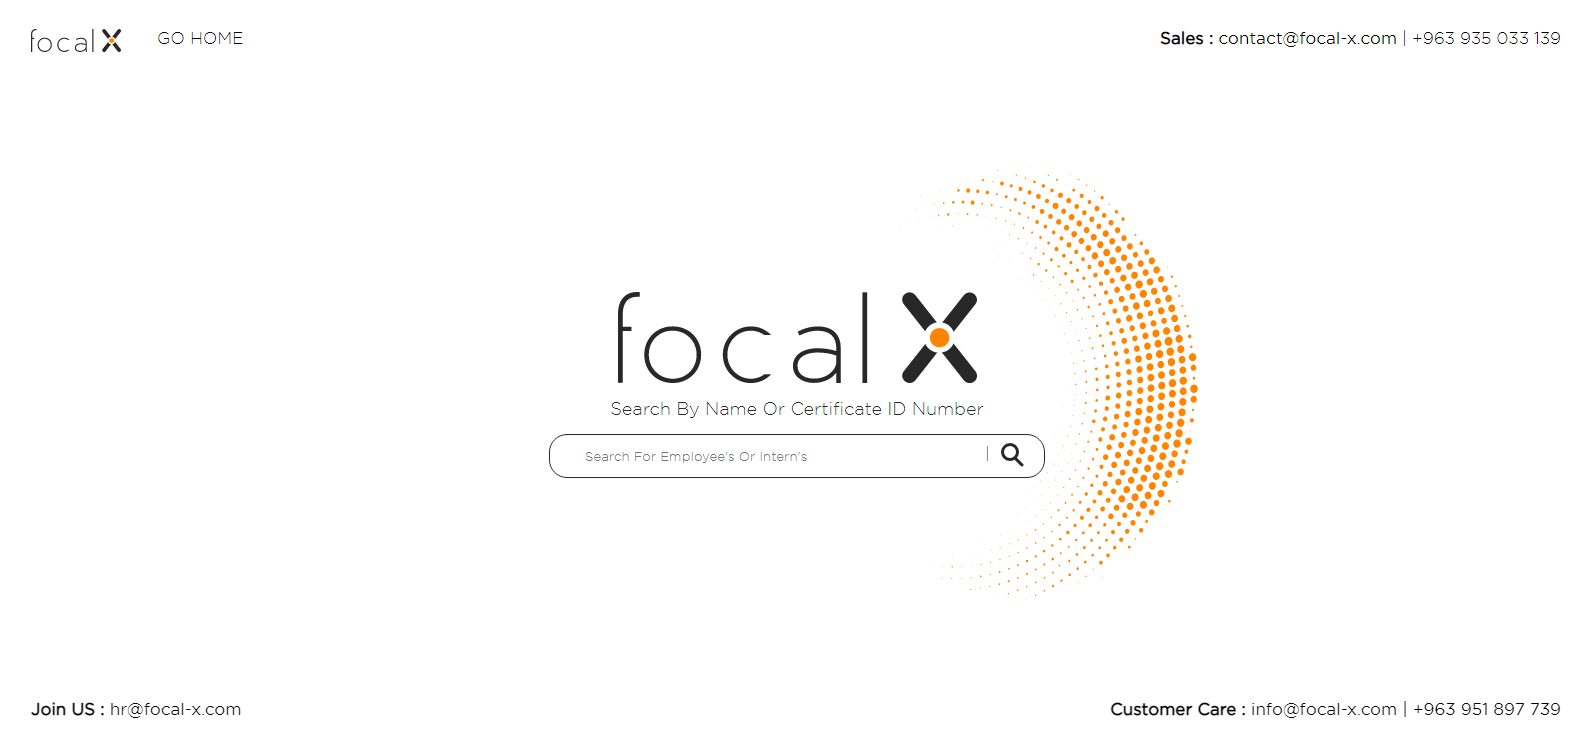 focal X
GO HOME
Sales : contact@focal-x.com | +963 935 033 139
focal X
Search By Name Or Certificate ID Number
Search For Employee's Or Intern's
Join US : hr@focal-x.com
Customer Care : info@focal-x.com | +963 951 897 739